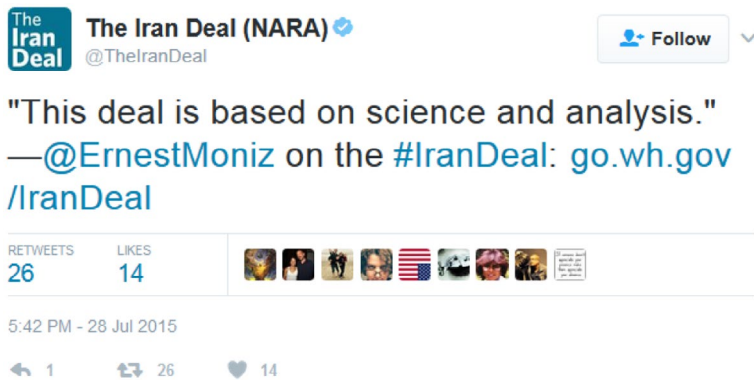 The
Iran
Deal
The Iran Deal (NARA)
@TheIranDeal
Follow
"This deal is based on science and analysis."
—@ErnestMoniz on the #IranDeal: go.wh.gov
/IranDeal
RETWEETS LIKES
26 14
5:42 PM - 28 Jul 2015
1 26 14